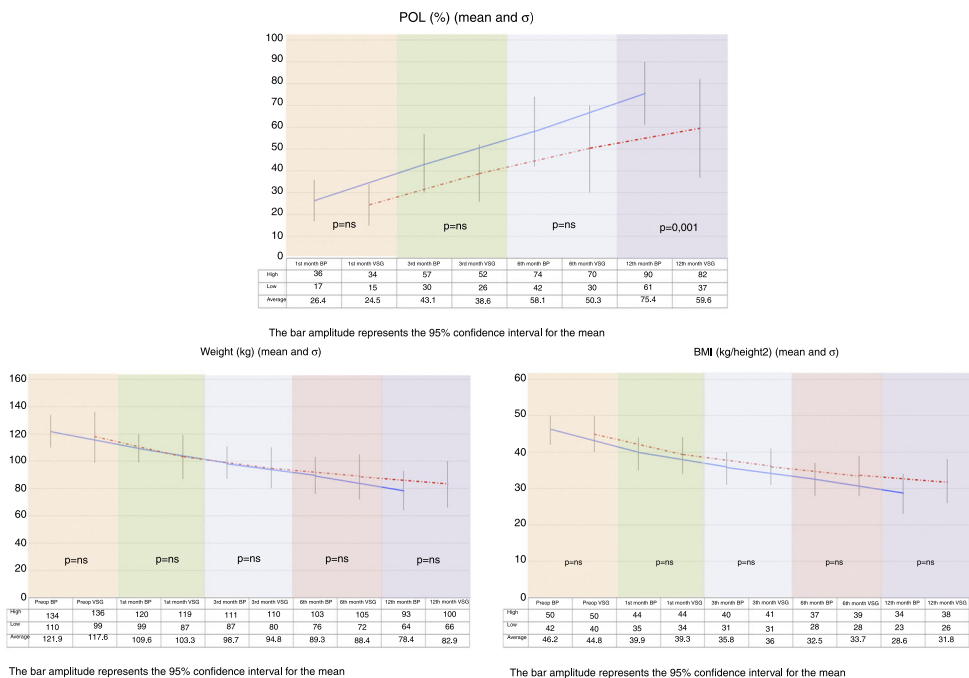 POL (%) (mean and σ)
100
90
80
70
60
50
40
30
20
10
0
p=ns
p=ns
p=ns
p=0,001
1st month BP 1st month VSG 3rd month BP 3rd month VSG 6th month BP 6th month VSG 12th month BP 12th month VSG
High 36 34 57 52 74 70 90 82
Low 17 15 30 26 42 30 61 37
Average 26.4 24.5 43.1 38.6 58.1 50.3 75.4 59.6
The bar amplitude represents the 95% confidence interval for the mean
Weight (kg) (mean and σ)
160
140
120
100
80
60
40
20
0
p=ns
p=ns
p=ns
p=ns
p=ns
Preop BP Preop VSG 1st month BP 1st month VSG 3rd month BP 3rd month VSG 6th month BP 6th month VSG 12th month BP 12th month VSG
High 134 136 120 119 111 110 103 105 93 100
Low 110 99 99 87 87 80 76 72 64 66
Average 121.9 117.6 109.6 103.3 98.7 94.8 89.3 88.4 78.4 82.9
The bar amplitude represents the 95% confidence interval for the mean
BMI (kg/height2) (mean and σ)
60
50
40
30
20
10
0
p=ns
p=ns
p=ns
p=ns
p=ns
Preop BP Preop VSG 1st month BP 1st month VSG 3th month BP 3th month VSG 6th month BP 6th month VSG 12th month BP 12th month VSG
High 50 50 44 44 40 41 37 39 34 38
Low 42 40 35 34 31 31 28 28 23 26
Average 46.2 44.8 39.9 39.3 35.8 36 32.5 33.7 28.6 31.8
The bar amplitude represents the 95% confidence interval for the mean